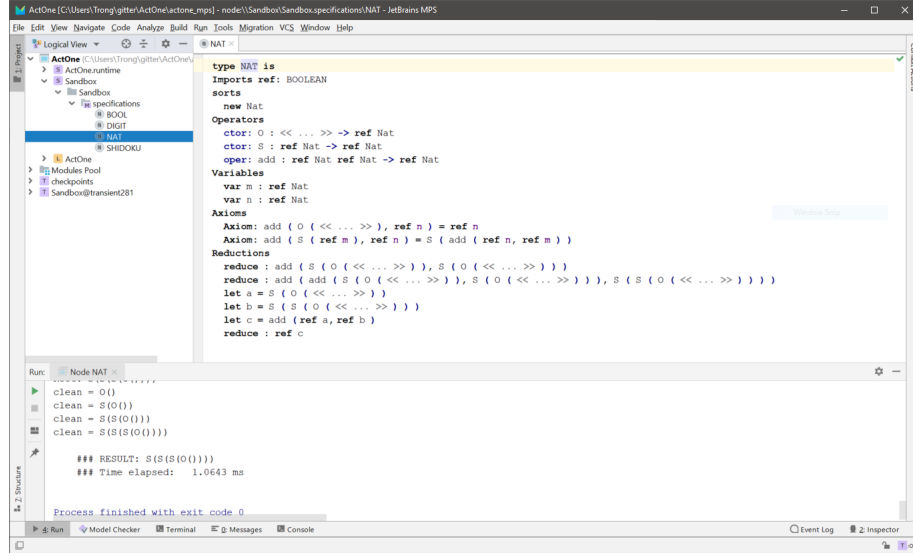 ActOne [C:\Users\Trong\gitter\ActOne\actone_mps] - node\\Sandbox\Sandbox.specifications\NAT - JetBrains MPS
File Edit View Navigate Code Analyze Build Run Tools Migration VCS Window Help
1: Project
Logical View
NAT
ActOne (C:\Users\Trong\gitter\ActOne\
ActOne.runtime
Sandbox
Sandbox
specifications
BOOL
DIGIT
NAT
SHIDOKU
ActOne
Modules Pool
checkpoints
Sandbox@transient281
type NAT is
Imports ref: BOOLEAN
sorts
new Nat
Operators
ctor: O : << ... >> -> ref Nat
ctor: S : ref Nat -> ref Nat
oper: add : ref Nat ref Nat -> ref Nat
Variables
var m : ref Nat
var n : ref Nat
Axioms
Axiom: add ( O ( << ... >> ), ref n ) = ref n
Axiom: add ( S ( ref m ), ref n ) = S ( add ( ref n, ref m ) )
Reductions
reduce : add ( S ( O ( << ... >> ) ), S ( O ( << ... >> ) ) )
reduce : add ( add ( S ( O ( << ... >> ) ), S ( O ( << ... >> ) ) ), S ( S ( O ( << ... >> ) ) ) )
let a = S ( O ( << ... >> ) )
let b = S ( S ( O ( << ... >> ) ) )
let c = add ( ref a, ref b )
reduce : ref c
Run: Node NAT
clean = O()
clean = S(O())
clean = S(S(O()))
clean = S(S(S(O())))
### RESULT: S(S(S(O())))
### Time elapsed: 1.0643 ms
Process finished with exit code 0
7: Structure
4: Run Model Checker Terminal 0: Messages Console Event Log 2: Inspector